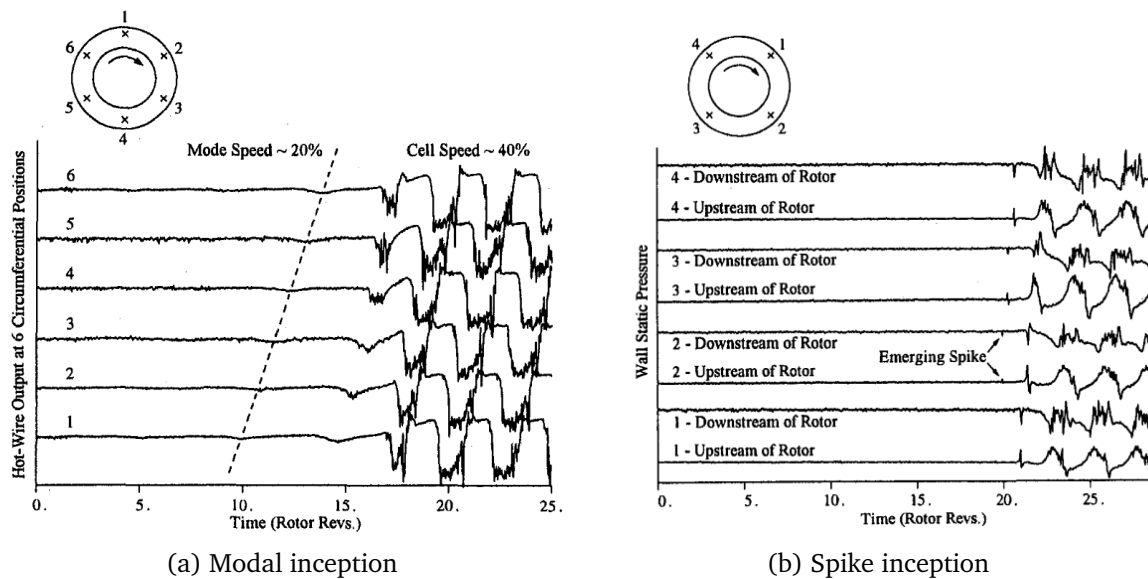 1
6
2
5
3
4
Mode Speed ~ 20%
Cell Speed ~ 40%
Hot-Wire Output at 6 Circumferential Positions
6
5
4
3
2
1
0.
5.
10.
15.
20.
25.
Time (Rotor Revs.)
(a) Modal inception
4
1
3
2
Wall Static Pressure
4 - Downstream of Rotor
4 - Upstream of Rotor
3 - Downstream of Rotor
3 - Upstream of Rotor
2 - Downstream of Rotor
Emerging Spike
2 - Upstream of Rotor
1 - Downstream of Rotor
1 - Upstream of Rotor
0.
5.
10.
15.
20.
25.
Time (Rotor Revs.)
(b) Spike inception